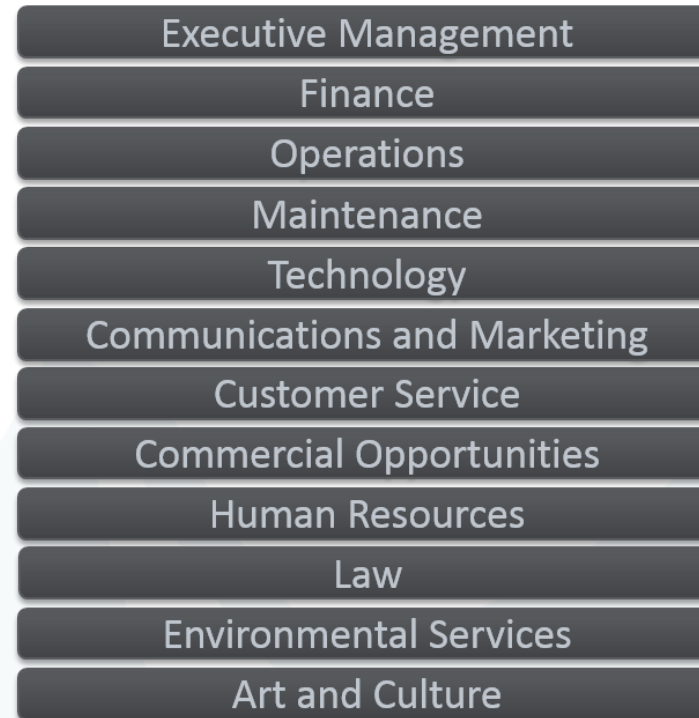 Executive Management
Finance
Operations
Maintenance
Technology
Communications and Marketing
Customer Service
Commercial Opportunities
Human Resources
Law
Environmental Services
Art and Culture